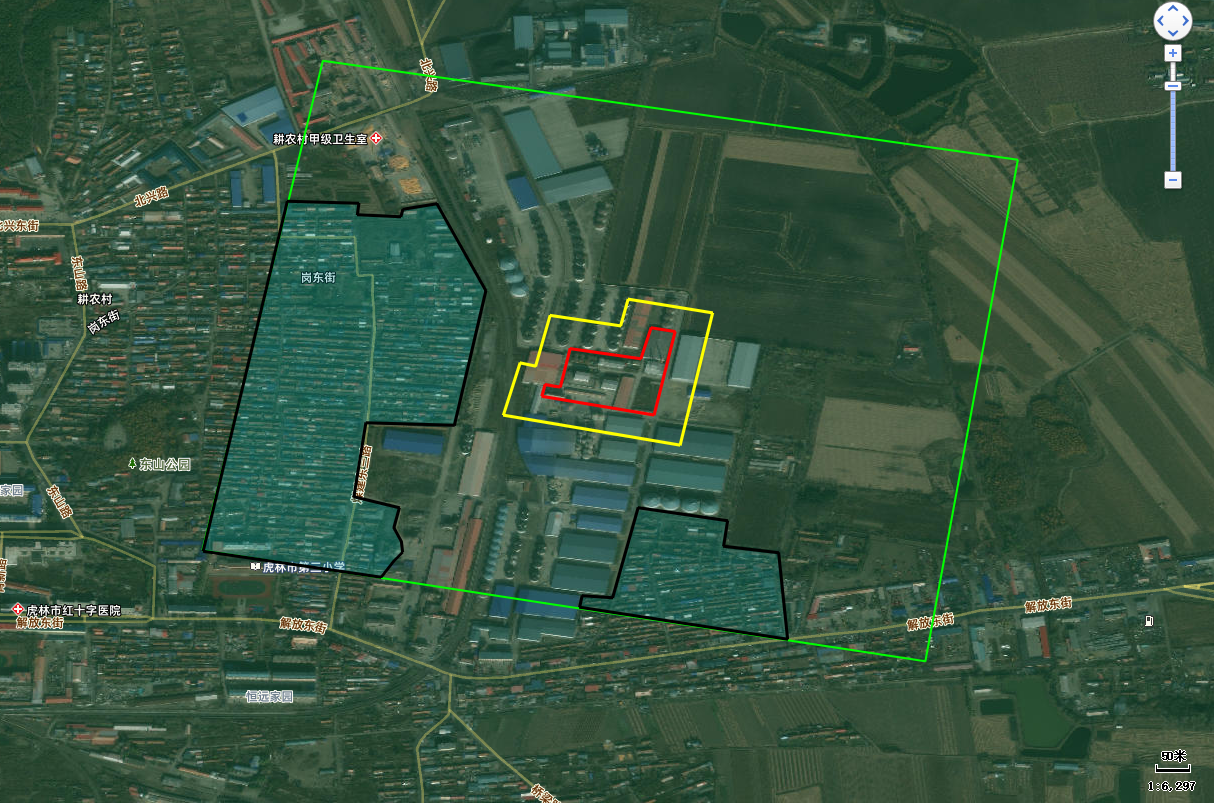 北兴路
耕农村甲级卫生室
北兴路
兴东街
东山路
岗东街
耕农村
岗东街
东山公园
家园
东山路
虎林市第二小学
虎林市红十字医院
解放东街
解放东街
解放东街
解放东街
恒远家园
50米
1:6,297